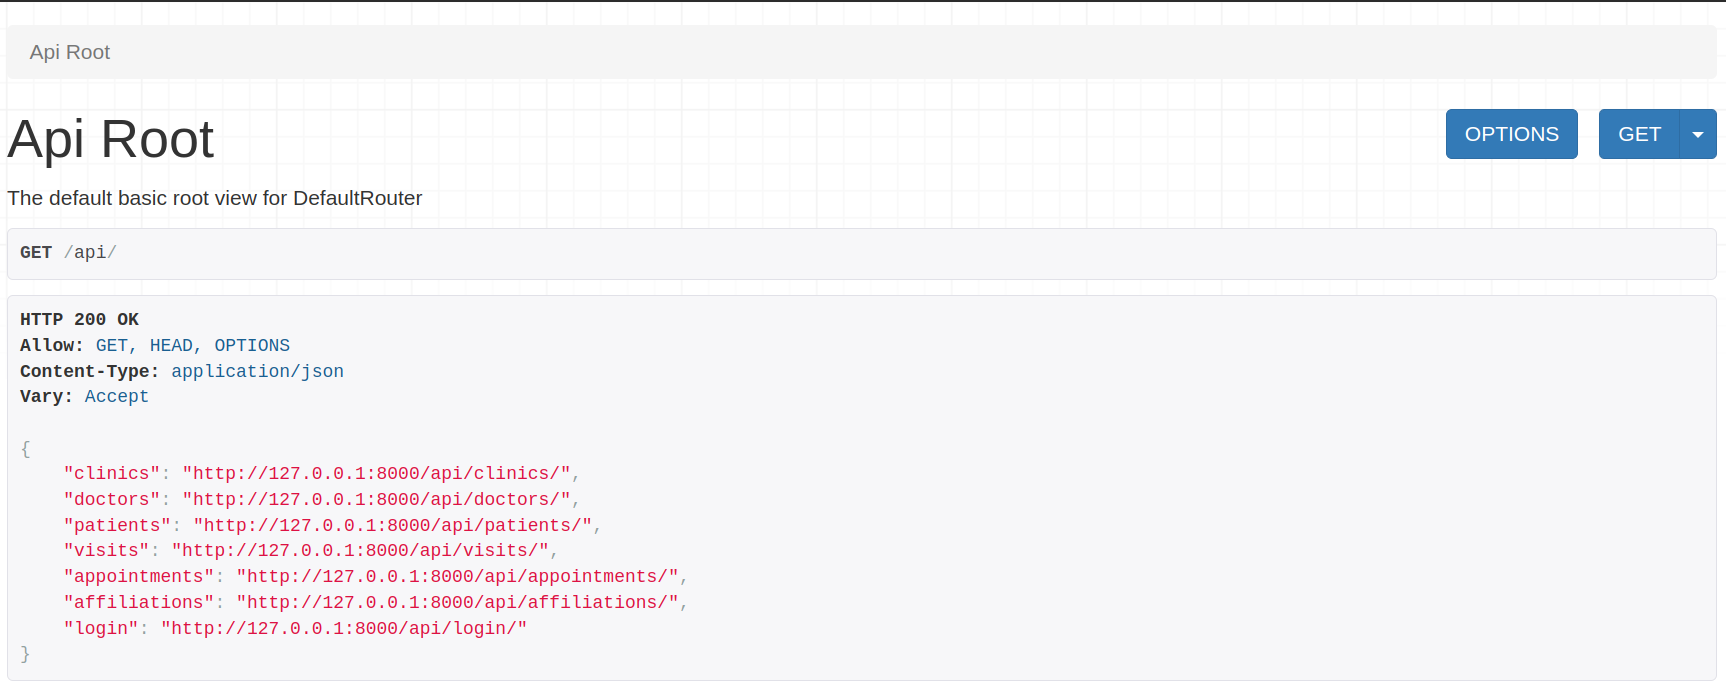 Api Root
Api Root
OPTIONS
GET
The default basic root view for DefaultRouter
GET /api/
HTTP 200 OK
Allow: GET, HEAD, OPTIONS
Content-Type: application/json
Vary: Accept
{
    "clinics": "http://127.0.0.1:8000/api/clinics/",
    "doctors": "http://127.0.0.1:8000/api/doctors/",
    "patients": "http://127.0.0.1:8000/api/patients/",
    "visits": "http://127.0.0.1:8000/api/visits/",
    "appointments": "http://127.0.0.1:8000/api/appointments/",
    "affiliations": "http://127.0.0.1:8000/api/affiliations/",
    "login": "http://127.0.0.1:8000/api/login/"
}